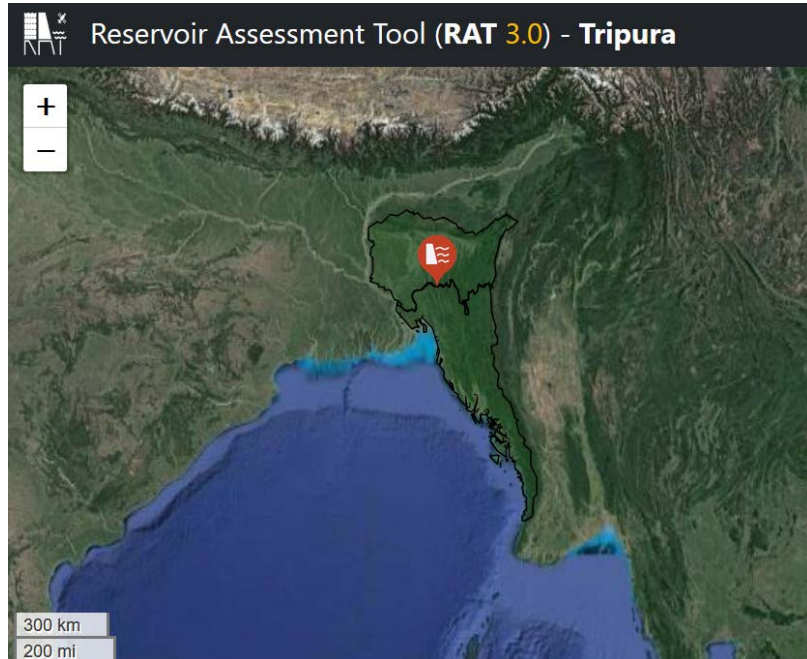 Reservoir Assessment Tool (RAT 3.0) - Tripura
+
−
300 km
200 mi